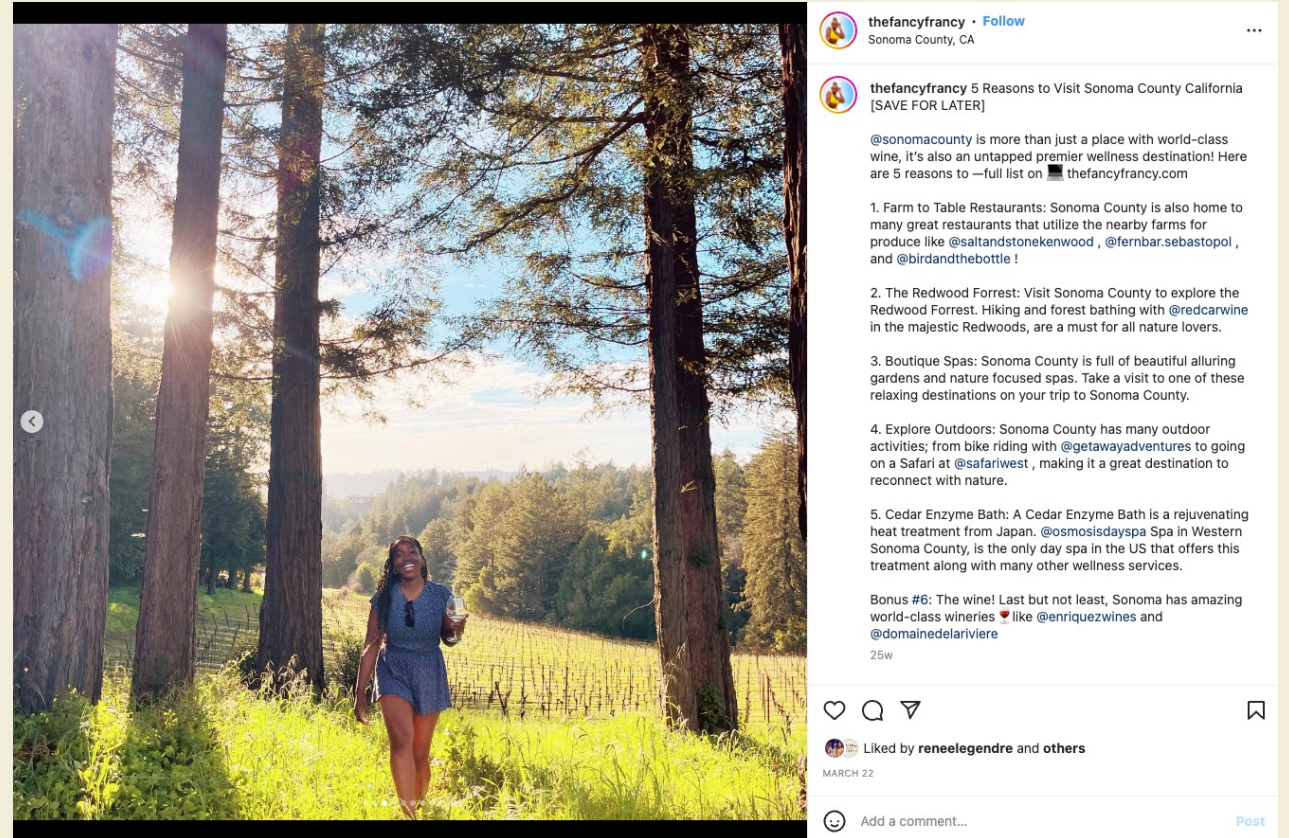 thefancyfrancy • Follow
Sonoma County, CA
thefancyfrancy 5 Reasons to Visit Sonoma County California
[SAVE FOR LATER]
@sonomacounty is more than just a place with world-class
wine, it's also an untapped premier wellness destination! Here
are 5 reasons to —full list on 💻 thefancyfrancy.com
1. Farm to Table Restaurants: Sonoma County is also home to
many great restaurants that utilize the nearby farms for
produce like @saltandstonekenwood , @fernbar.sebastopol ,
and @birdandthebottle !
2. The Redwood Forrest: Visit Sonoma County to explore the
Redwood Forrest. Hiking and forest bathing with @redcarwine
in the majestic Redwoods, are a must for all nature lovers.
3. Boutique Spas: Sonoma County is full of beautiful alluring
gardens and nature focused spas. Take a visit to one of these
relaxing destinations on your trip to Sonoma County.
4. Explore Outdoors: Sonoma County has many outdoor
activities; from bike riding with @getawayadventures to going
on a Safari at @safariwest , making it a great destination to
reconnect with nature.
5. Cedar Enzyme Bath: A Cedar Enzyme Bath is a rejuvenating
heat treatment from Japan. @osmosisdayspa Spa in Western
Sonoma County, is the only day spa in the US that offers this
treatment along with many other wellness services.
Bonus #6: The wine! Last but not least, Sonoma has amazing
world-class wineries 🍷like @enriquezwines and
@domainedelariviere
25w
Liked by reneelegendre and others
MARCH 22
Add a comment...
Post